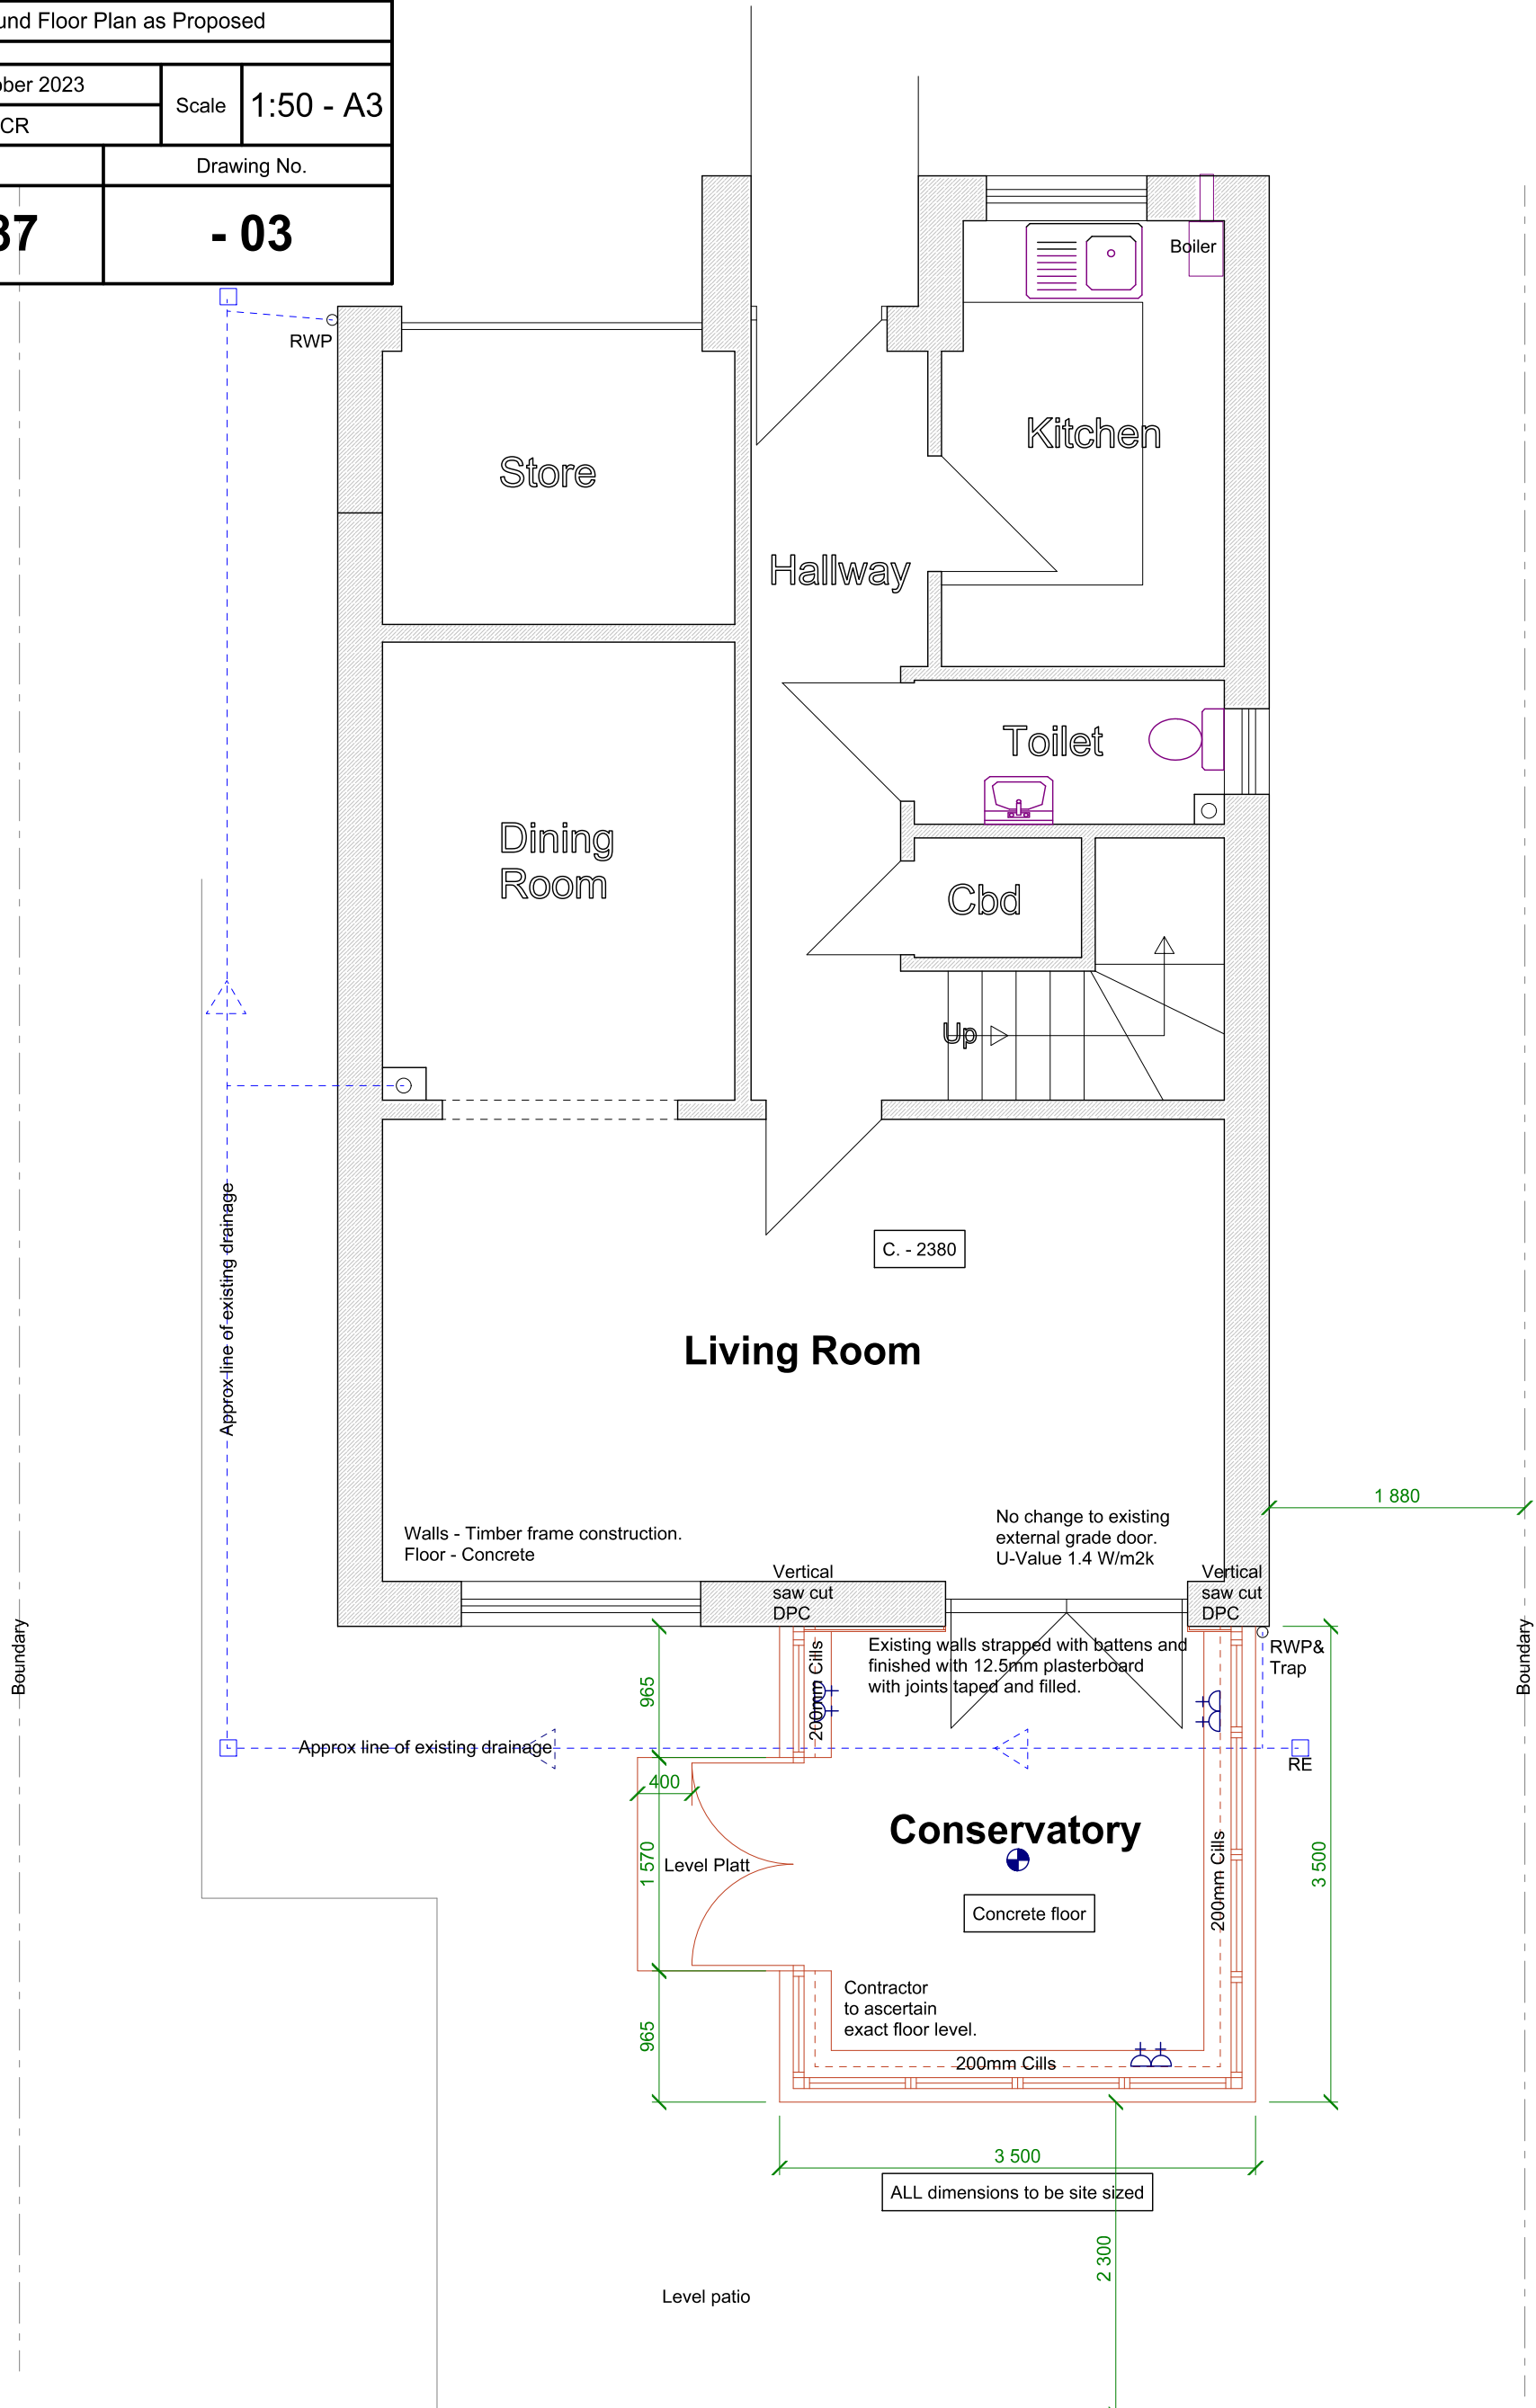 und Floor Plan as Proposed
ober 2023
Scale
1:50 - A3
CR
Drawing No.
37
- 03
Boiler
RWP
Kitchen
Store
Hallway
Toilet
Dining
Room
Cbd
Up
Approx line of existing drainage
C. - 2380
Living Room
1 880
Walls - Timber frame construction.
Floor - Concrete
No change to existing
external grade door.
U-Value 1.4 W/m2k
Vertical
saw cut
DPC
Vertical
saw cut
DPC
Boundary
Boundary
Existing walls strapped with battens and
finished with 12.5mm plasterboard
with joints taped and filled.
RWP&
Trap
965
200mm Cills
Approx line of existing drainage
RE
400
Conservatory
1 570
Level Platt
200mm Cills
3 500
Concrete floor
Contractor
to ascertain
exact floor level.
965
200mm Cills
3 500
ALL dimensions to be site sized
2 300
Level patio